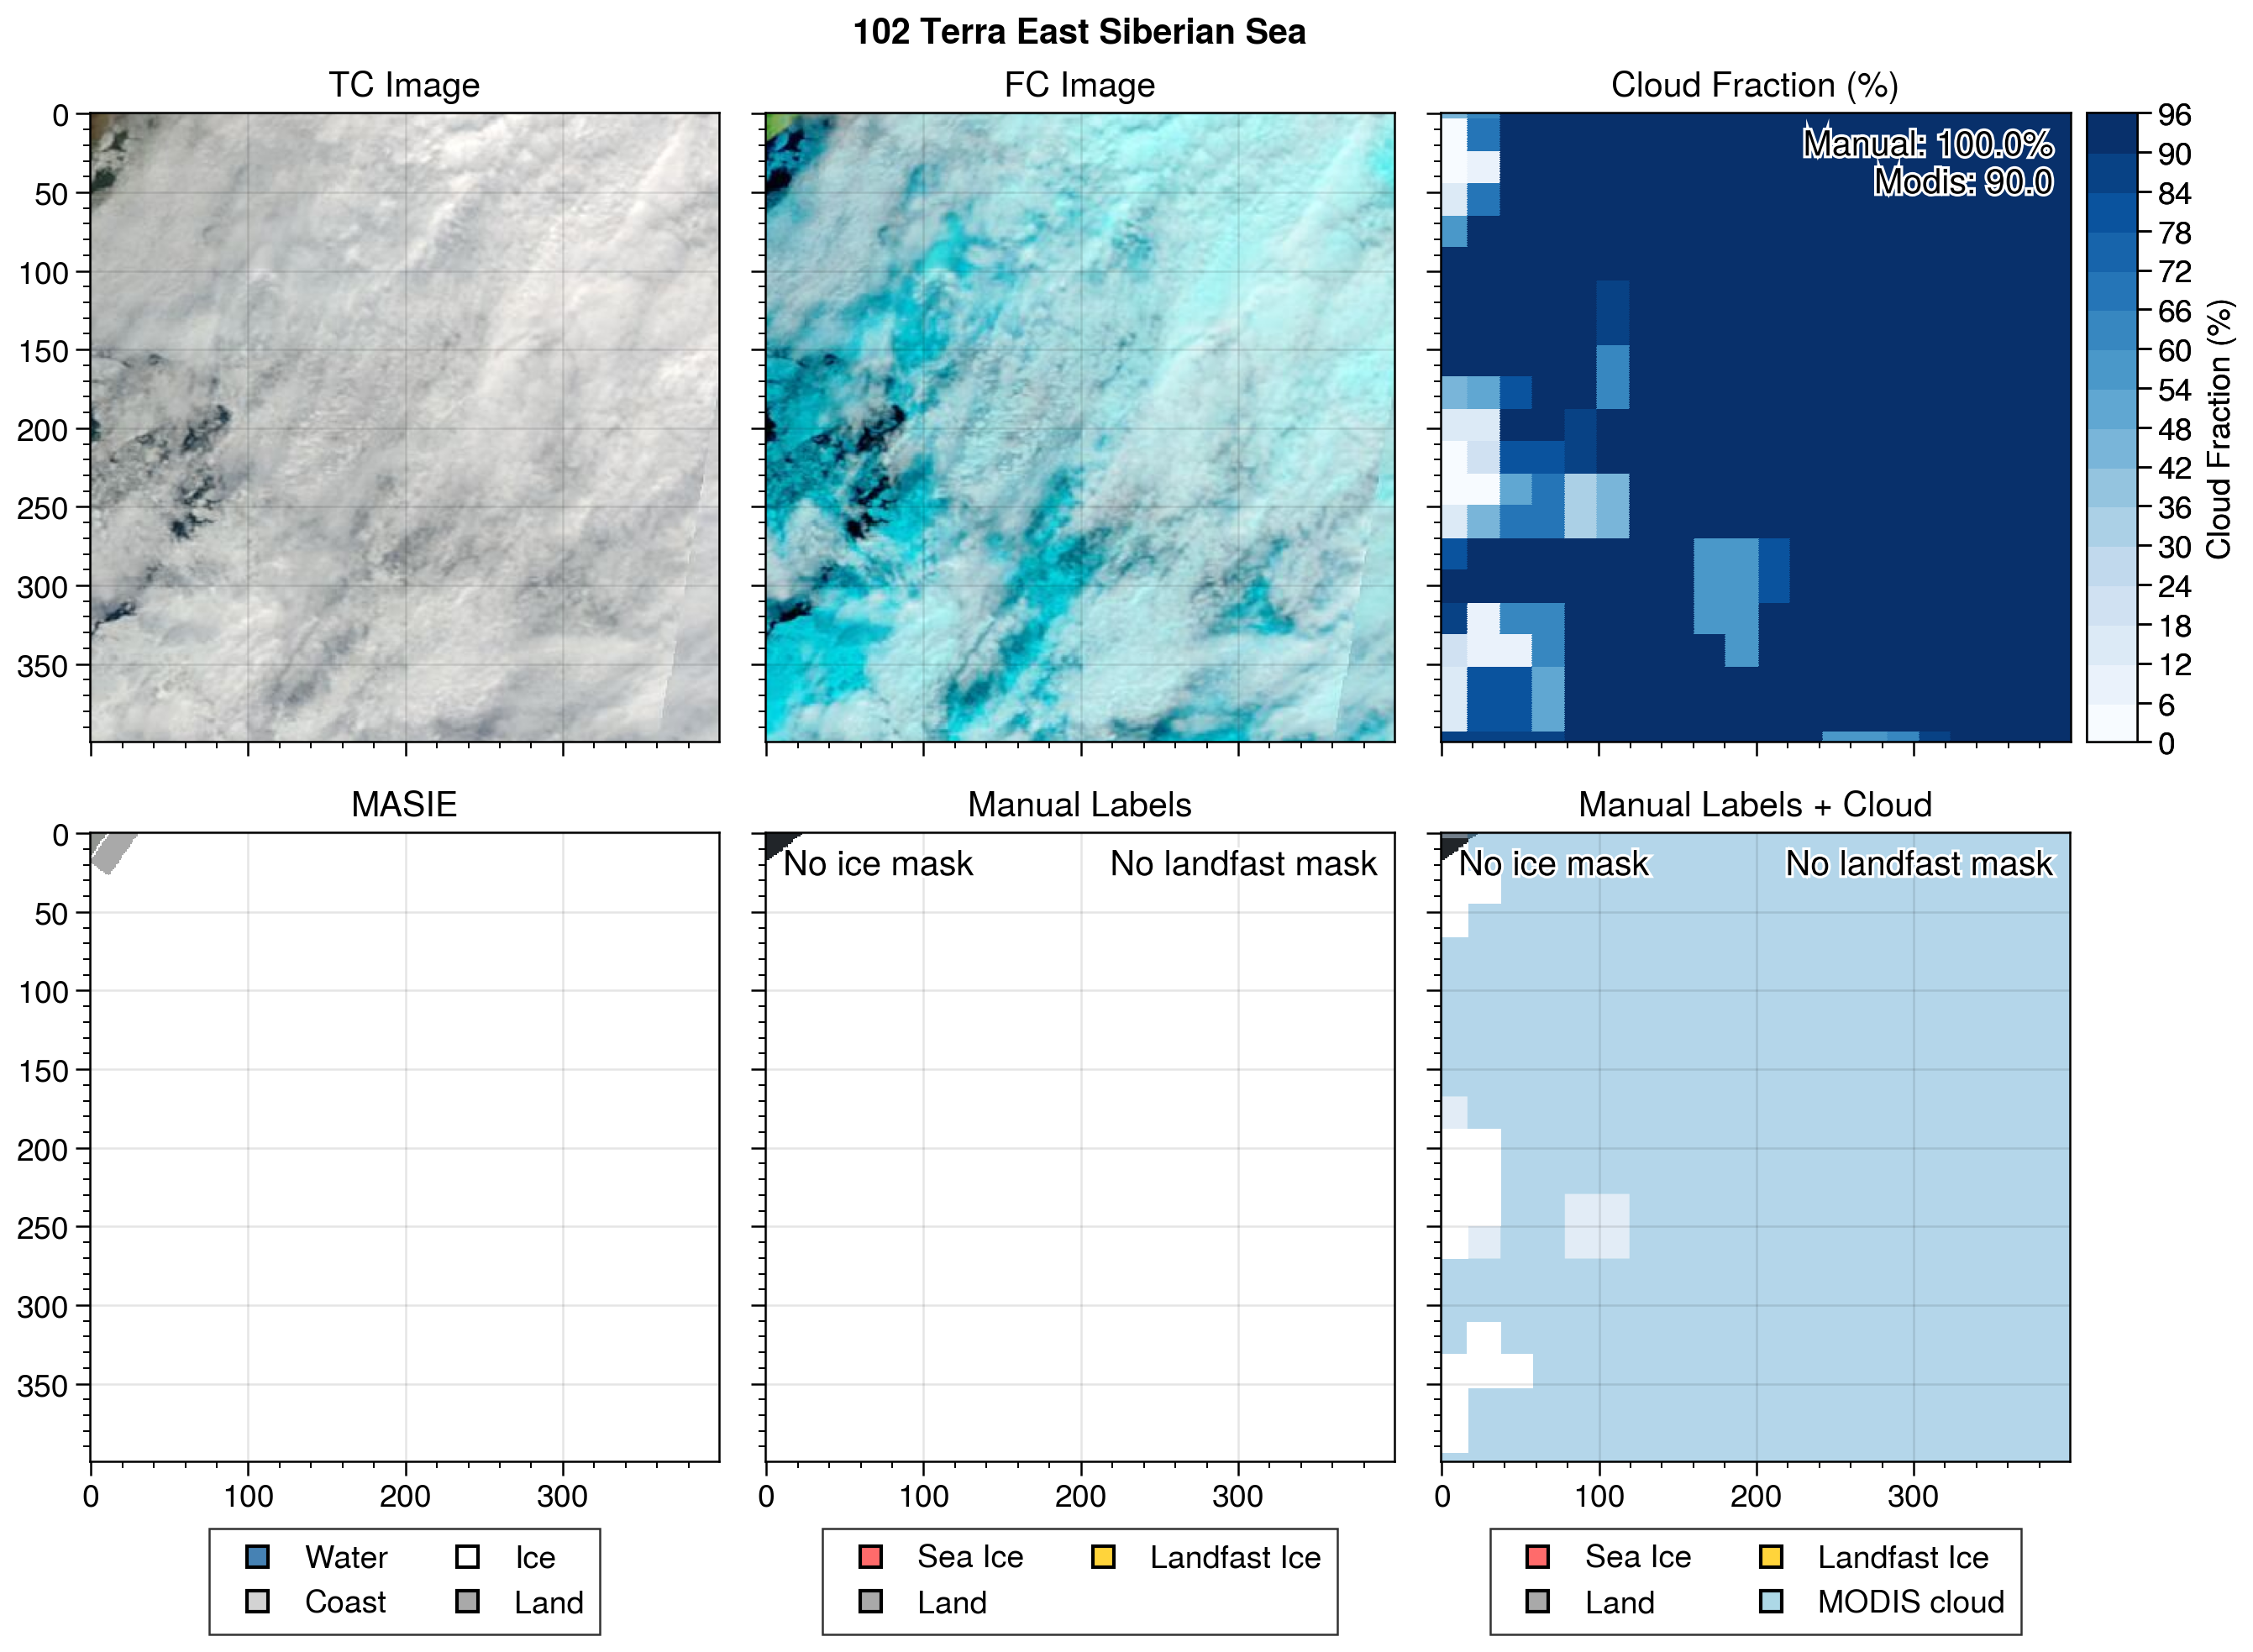 102 Terra East Siberian Sea
TC Image
FC Image
Cloud Fraction (%)
0
50
100
150
200
250
300
350
Manual: 100.0%
Modis: 90.0
96
90
84
78
72
66
60
54
48
42
36
30
24
18
12
6
0
Cloud Fraction (%)
MASIE
Manual Labels
Manual Labels + Cloud
0
50
100
150
200
250
300
350
No ice mask
No landfast mask
No ice mask
No landfast mask
0 100 200 300
0 100 200 300
0 100 200 300
Water Ice
Coast Land
Sea Ice Landfast Ice
Land
Sea Ice Landfast Ice
Land MODIS cloud